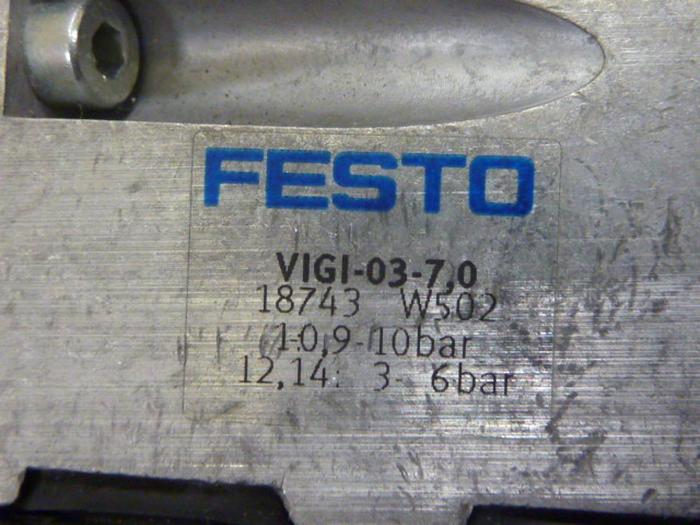 FESTO
VIGI-03-7,0
18743 W502
1:-0,9-10bar
12,14: 3- 6bar